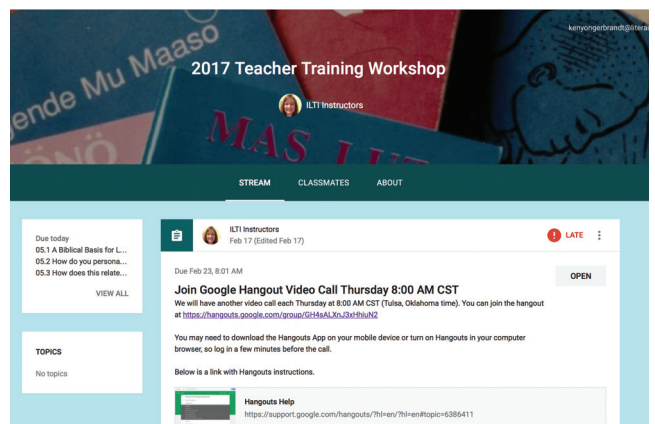 kenyongerbrandt@litera
ende Mu Maaso
ÖNÖ
MAS LU
2017 Teacher Training Workshop
ILTI Instructors
STREAM CLASSMATES ABOUT
Due today
05.1 A Biblical Basis for L...
05.2 How do you persona...
05.3 How does this relate...
VIEW ALL
TOPICS
No topics
ILTI Instructors
Feb 17 (Edited Feb 17)
LATE
Due Feb 23, 8:01 AM
OPEN
Join Google Hangout Video Call Thursday 8:00 AM CST
We will have another video call each Thursday at 8:00 AM CST (Tulsa, Oklahoma time). You can join the hangout
at https://hangouts.google.com/group/GH4sALXnJ3xHhiuN2
You may need to download the Hangouts App on your mobile device or turn on Hangouts in your computer
browser, so log in a few minutes before the call.
Below is a link with Hangouts instructions.
Hangouts Help
https://support.google.com/hangouts/?hl=en/?hl=en#topic=6386411